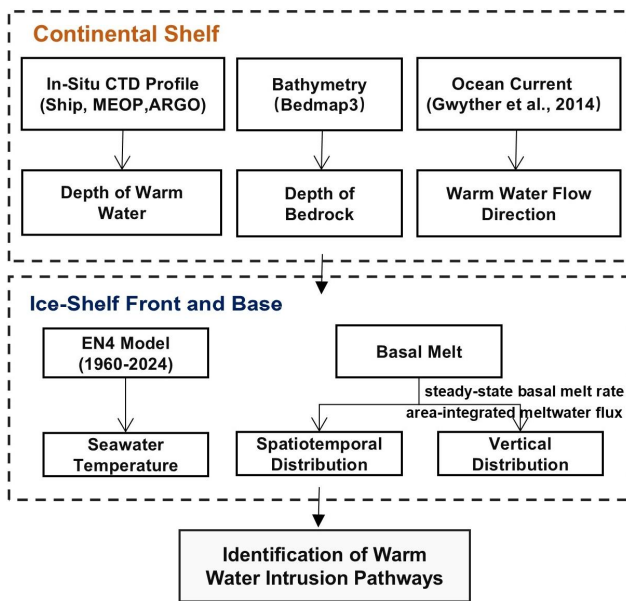 Continental Shelf
In-Situ CTD Profile
(Ship, MEOP,ARGO)
Bathymetry
(Bedmap3)
Ocean Current
(Gwyther et al., 2014)
Depth of Warm
Water
Depth of
Bedrock
Warm Water Flow
Direction
Ice-Shelf Front and Base
EN4 Model
(1960-2024)
Basal Melt
steady-state basal melt rate
area-integrated meltwater flux
Seawater
Temperature
Spatiotemporal
Distribution
Vertical
Distribution
Identification of Warm
Water Intrusion Pathways